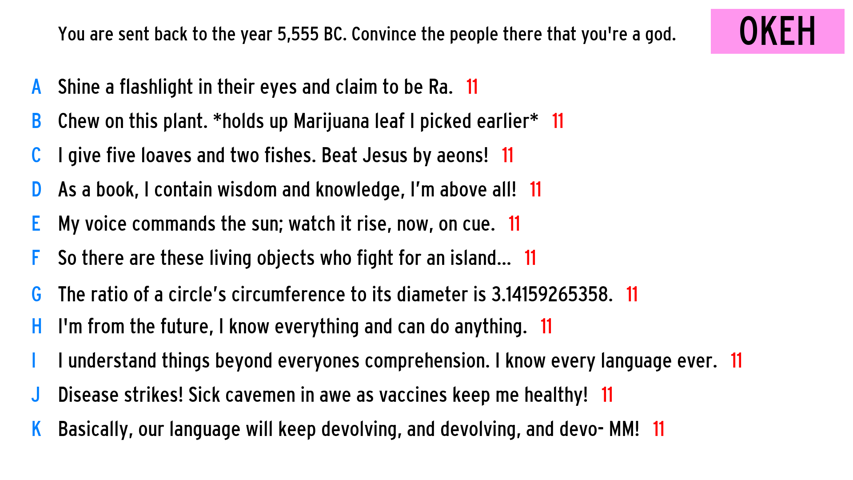 You are sent back to the year 5,555 BC. Convince the people there that you're a god.
OKEH
A Shine a flashlight in their eyes and claim to be Ra. 11
B Chew on this plant. *holds up Marijuana leaf I picked earlier* 11
C I give five loaves and two fishes. Beat Jesus by aeons! 11
D As a book, I contain wisdom and knowledge, I’m above all! 11
E My voice commands the sun; watch it rise, now, on cue. 11
F So there are these living objects who fight for an island... 11
G The ratio of a circle’s circumference to its diameter is 3.14159265358. 11
H I'm from the future, I know everything and can do anything. 11
I I understand things beyond everyones comprehension. I know every language ever. 11
J Disease strikes! Sick cavemen in awe as vaccines keep me healthy! 11
K Basically, our language will keep devolving, and devolving, and devo- MM! 11